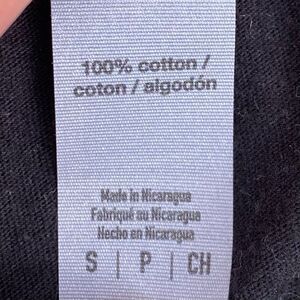 100% cotton /
coton / algodón
Made in Nicaragua
Fabriqué au Nicaragua
Hecho en Nicaragua
S | P | CH